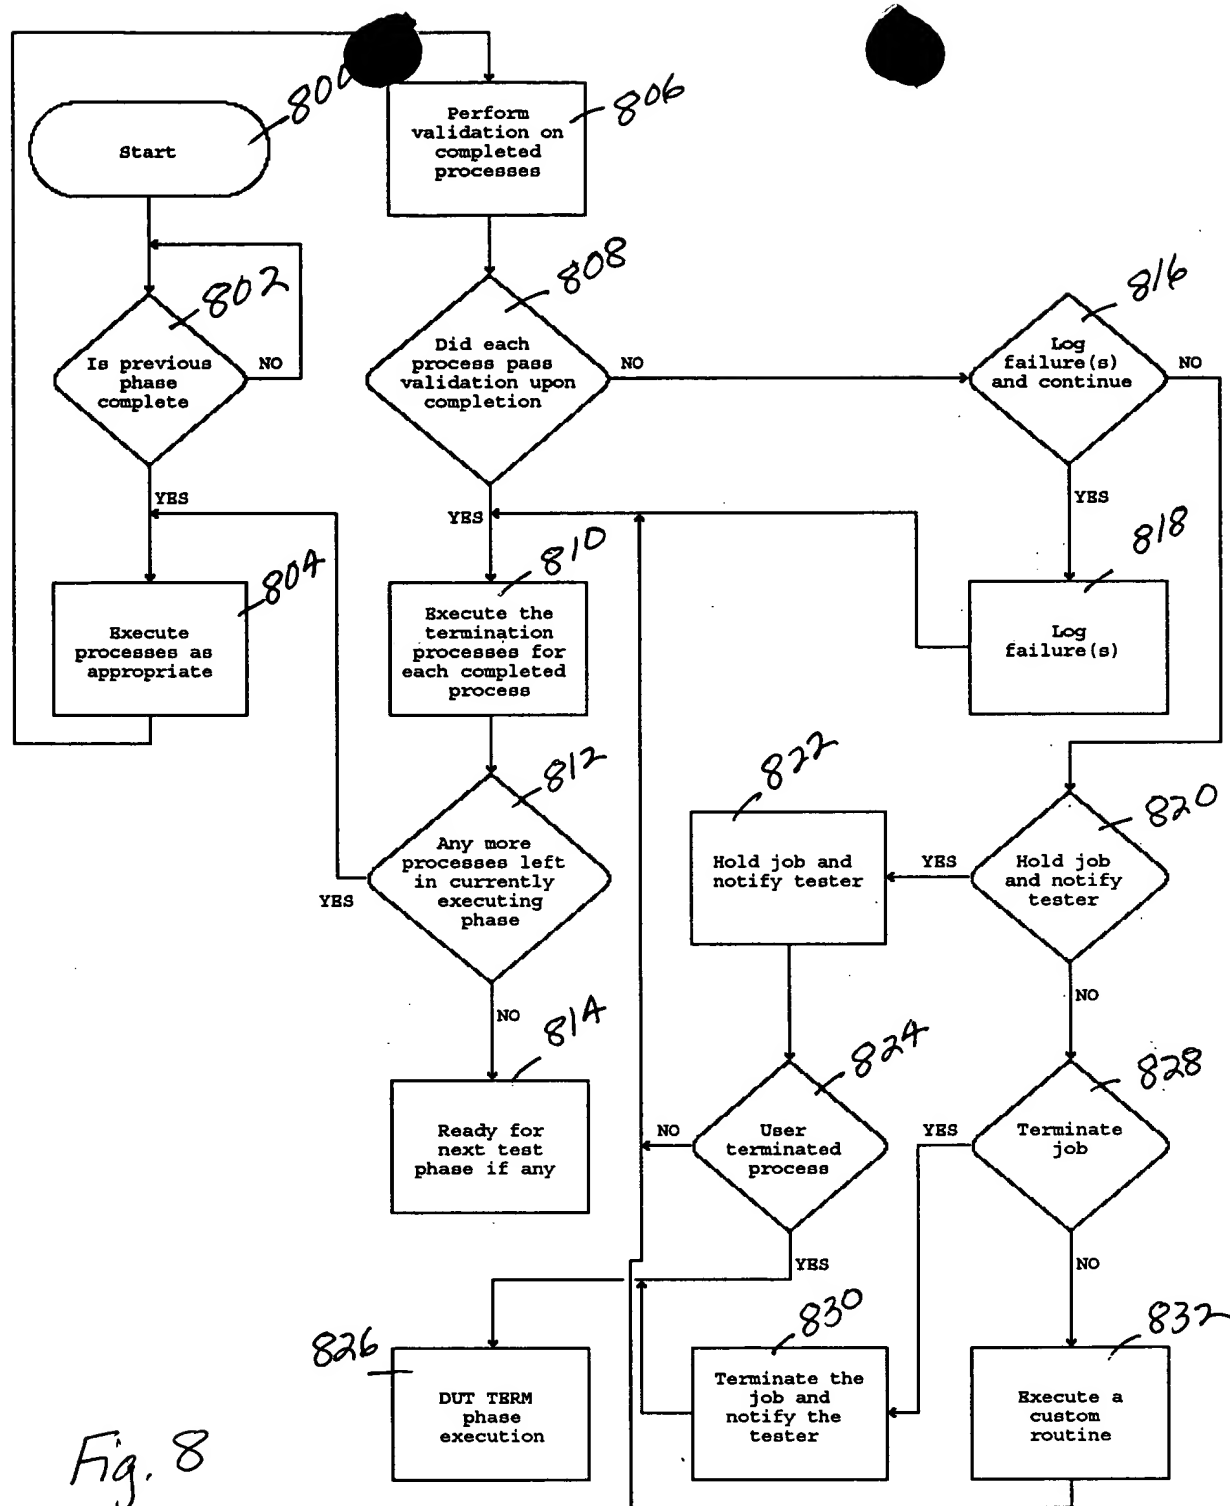 800
Start
806
Perform
validation on
completed
processes
802
Is previous
phase
complete
NO
YES
804
Execute
processes as
appropriate
808
Did each
process pass
validation upon
completion
NO
YES
810
Execute the
termination
processes for
each completed
process
812
Any more
processes left
in currently
executing
phase
YES
NO
814
Ready for
next test
phase if any
816
Log
failure(s)
and continue
NO
YES
818
Log
failure(s)
820
Hold job
and notify
tester
YES
NO
822
Hold job and
notify tester
824
User
terminated
process
NO
YES
826
DUT TERM
phase
execution
828
Terminate
job
YES
NO
830
Terminate the
job and
notify the
tester
832
Execute a
custom
routine
Fig. 8